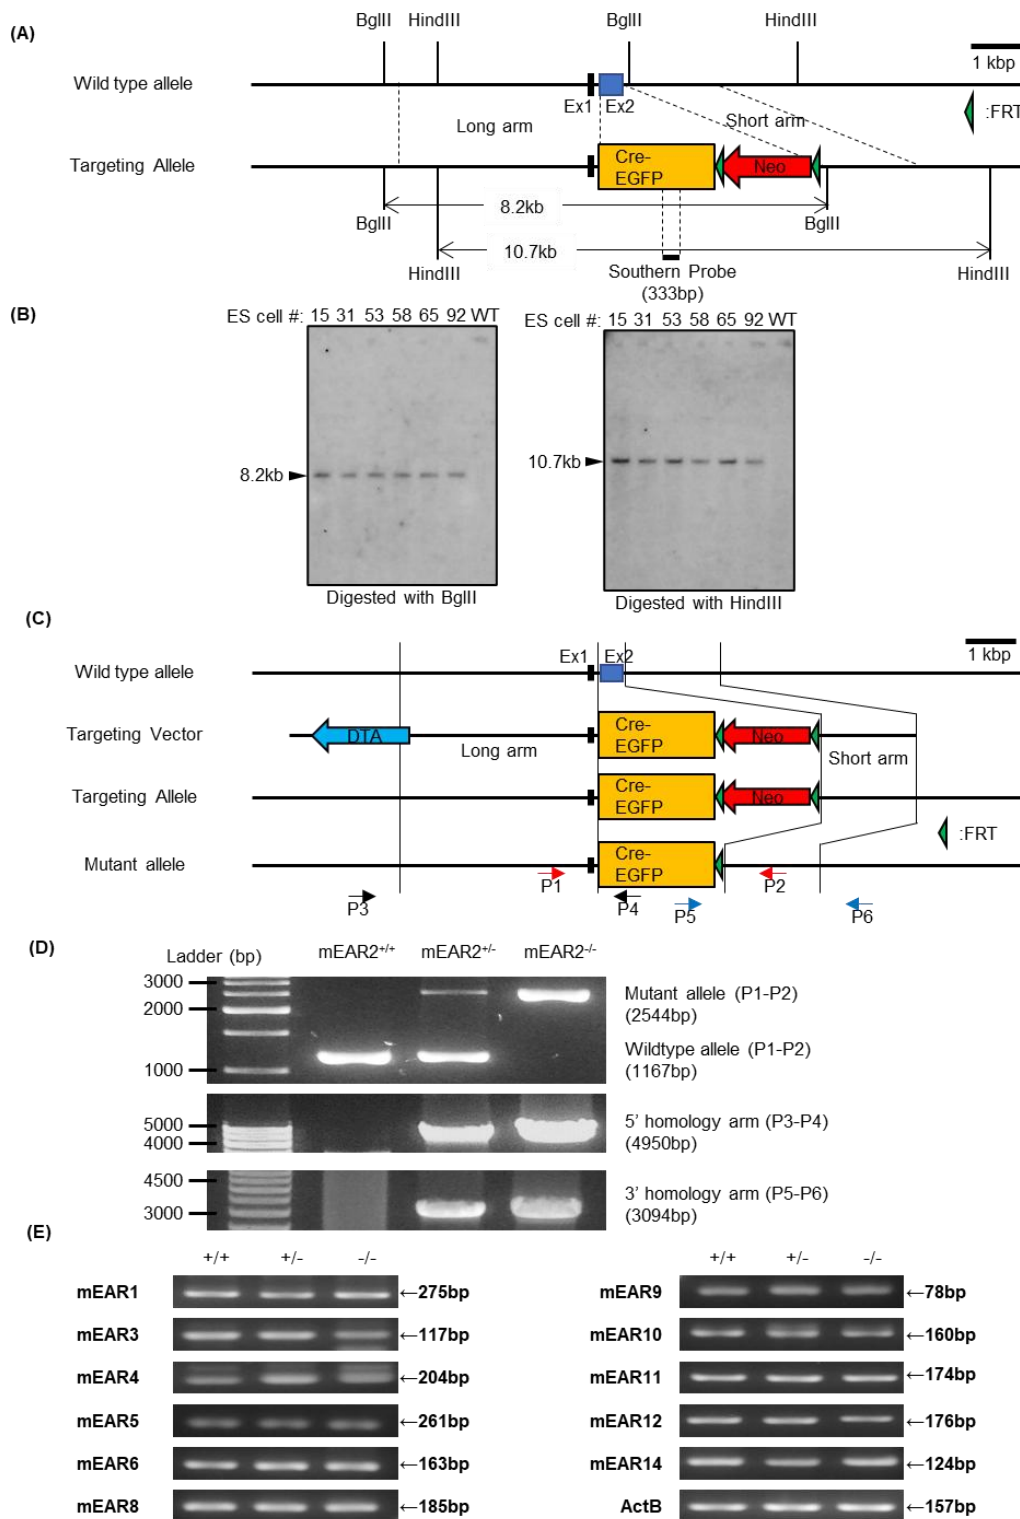 (A)
BglII HindIII BglII HindIII
Wild type allele
1 kbp
Ex1 Ex2
:FRT
Long arm Short arm
Targeting Allele
Cre-
EGFP
Neo
8.2kb
BglII BglII
10.7kb
HindIII HindIII
Southern Probe
(333bp)
(B)
ES cell #: 15 31 53 58 65 92 WT
ES cell #: 15 31 53 58 65 92 WT
8.2kb
10.7kb
Digested with BglII
Digested with HindIII
(C)
1 kbp
Ex1 Ex2
Wild type allele
Targeting Vector
DTA
Cre-
EGFP
Neo
Long arm
Short arm
Targeting Allele
Cre-
EGFP
Neo
:FRT
Mutant allele
Cre-
EGFP
P1 P2
P3 P4 P5 P6
(D)
Ladder (bp) mEAR2+/+ mEAR2+/- mEAR2-/-
3000
2000
1000
Mutant allele (P1-P2)
(2544bp)
Wildtype allele (P1-P2)
(1167bp)
5000
4000
5' homology arm (P3-P4)
(4950bp)
4500
3000
3' homology arm (P5-P6)
(3094bp)
(E)
+/+ +/- -/-
mEAR1 ←275bp
mEAR3 ←117bp
mEAR4 ←204bp
mEAR5 ←261bp
mEAR6 ←163bp
mEAR8 ←185bp
+/+ +/- -/-
mEAR9 ←78bp
mEAR10 ←160bp
mEAR11 ←174bp
mEAR12 ←176bp
mEAR14 ←124bp
ActB ←157bp